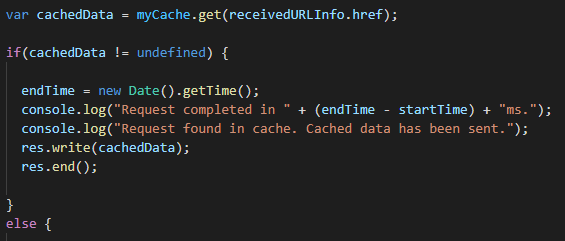 var cachedData = myCache.get(receivedURLInfo.href);
if(cachedData != undefined) {
endTime = new Date().getTime();
console.log("Request completed in " + (endTime - startTime) + "ms.");
console.log("Request found in cache. Cached data has been sent.");
res.write(cachedData);
res.end();
}
else {